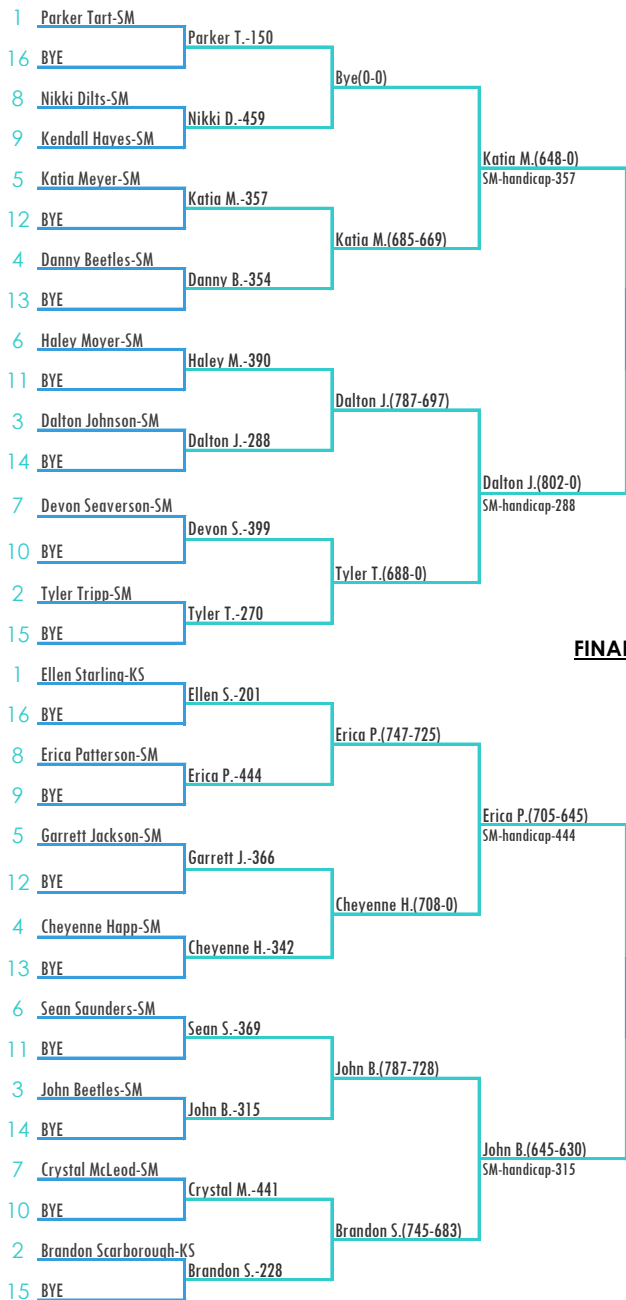 1 Parker Tart-SM
Parker T.-150
16 BYE
Bye(0-0)
8 Nikki Dilts-SM
Nikki D.-459
9 Kendall Hayes-SM
Katia M.(648-0)
SM-handicap-357
5 Katia Meyer-SM
Katia M.-357
12 BYE
Katia M.(685-669)
4 Danny Beetles-SM
Danny B.-354
13 BYE
6 Haley Moyer-SM
Haley M.-390
11 BYE
Dalton J.(787-697)
3 Dalton Johnson-SM
Dalton J.-288
14 BYE
Dalton J.(802-0)
SM-handicap-288
7 Devon Seaverson-SM
Devon S.-399
10 BYE
Tyler T.(688-0)
2 Tyler Tripp-SM
Tyler T.-270
15 BYE
FINAL
1 Ellen Starling-KS
Ellen S.-201
16 BYE
Erica P.(747-725)
8 Erica Patterson-SM
Erica P.-444
9 BYE
Erica P.(705-645)
SM-handicap-444
5 Garrett Jackson-SM
Garrett J.-366
12 BYE
Cheyenne H.(708-0)
4 Cheyenne Happ-SM
Cheyenne H.-342
13 BYE
6 Sean Saunders-SM
Sean S.-369
11 BYE
John B.(787-728)
3 John Beetles-SM
John B.-315
14 BYE
John B.(645-630)
SM-handicap-315
7 Crystal McLeod-SM
Crystal M.-441
10 BYE
Brandon S.(745-683)
2 Brandon Scarborough-KS
Brandon S.-228
15 BYE